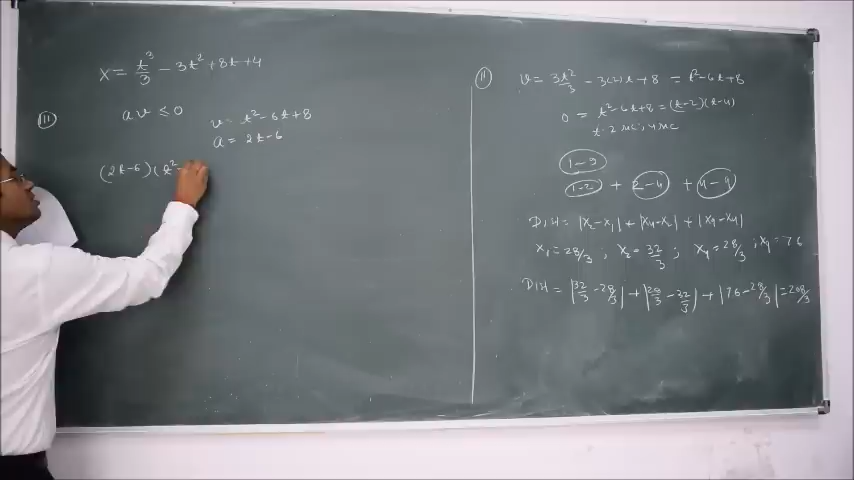 x = t³/3 - 3t² + 8t + 4
III
a v ≤ 0
v = t² - 6t + 8
a = 2t - 6
(2t - 6)(t² -
II
v = 3t²/3 - 3(2)t + 8 = t² - 6t + 8
0 = t² - 6t + 8 = (t - 2)(t - 4)
t = 2 sec, 4 sec
1 - 9
1 - 2 + 2 - 4 + 4 - 9
Dist = |x₂ - x₁| + |x₄ - x₂| + |x₉ - x₄|
x₁ = 28/3 , x₂ = 32/3 ; x₄ = 28/3 ; x₉ = 76
Dist = |32/3 - 28/3| + |28/3 - 32/3| + |76 - 28/3| = 208/3